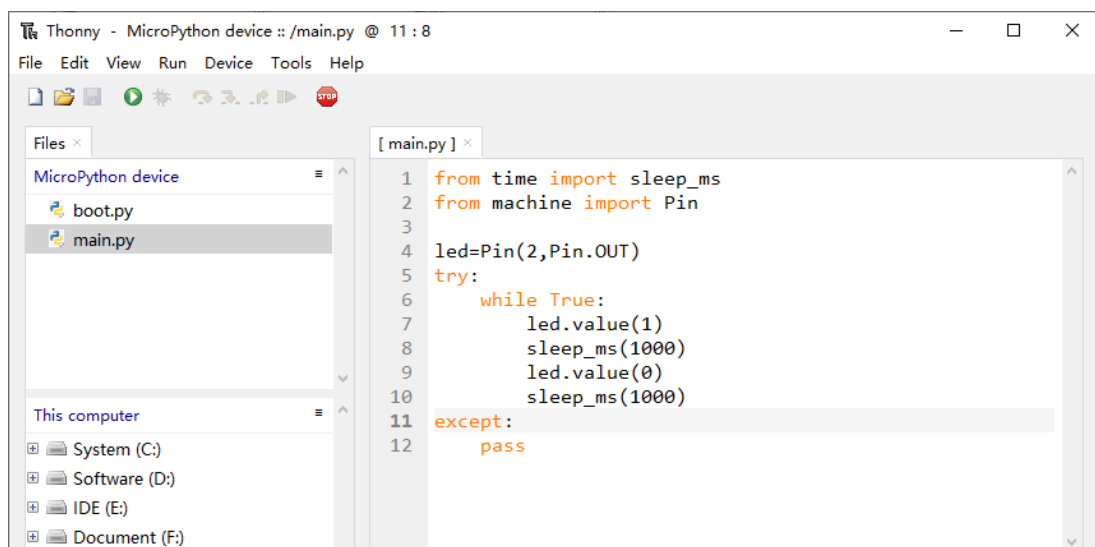 Thonny - MicroPython device :: /main.py @ 11 : 8
File Edit View Run Device Tools Help
STOP
Files
MicroPython device
boot.py
main.py
This computer
System (C:)
Software (D:)
IDE (E:)
Document (F:)
[ main.py ]
1 from time import sleep_ms
2 from machine import Pin
3
4 led=Pin(2,Pin.OUT)
5 try:
6     while True:
7         led.value(1)
8         sleep_ms(1000)
9         led.value(0)
10         sleep_ms(1000)
11 except:
12     pass